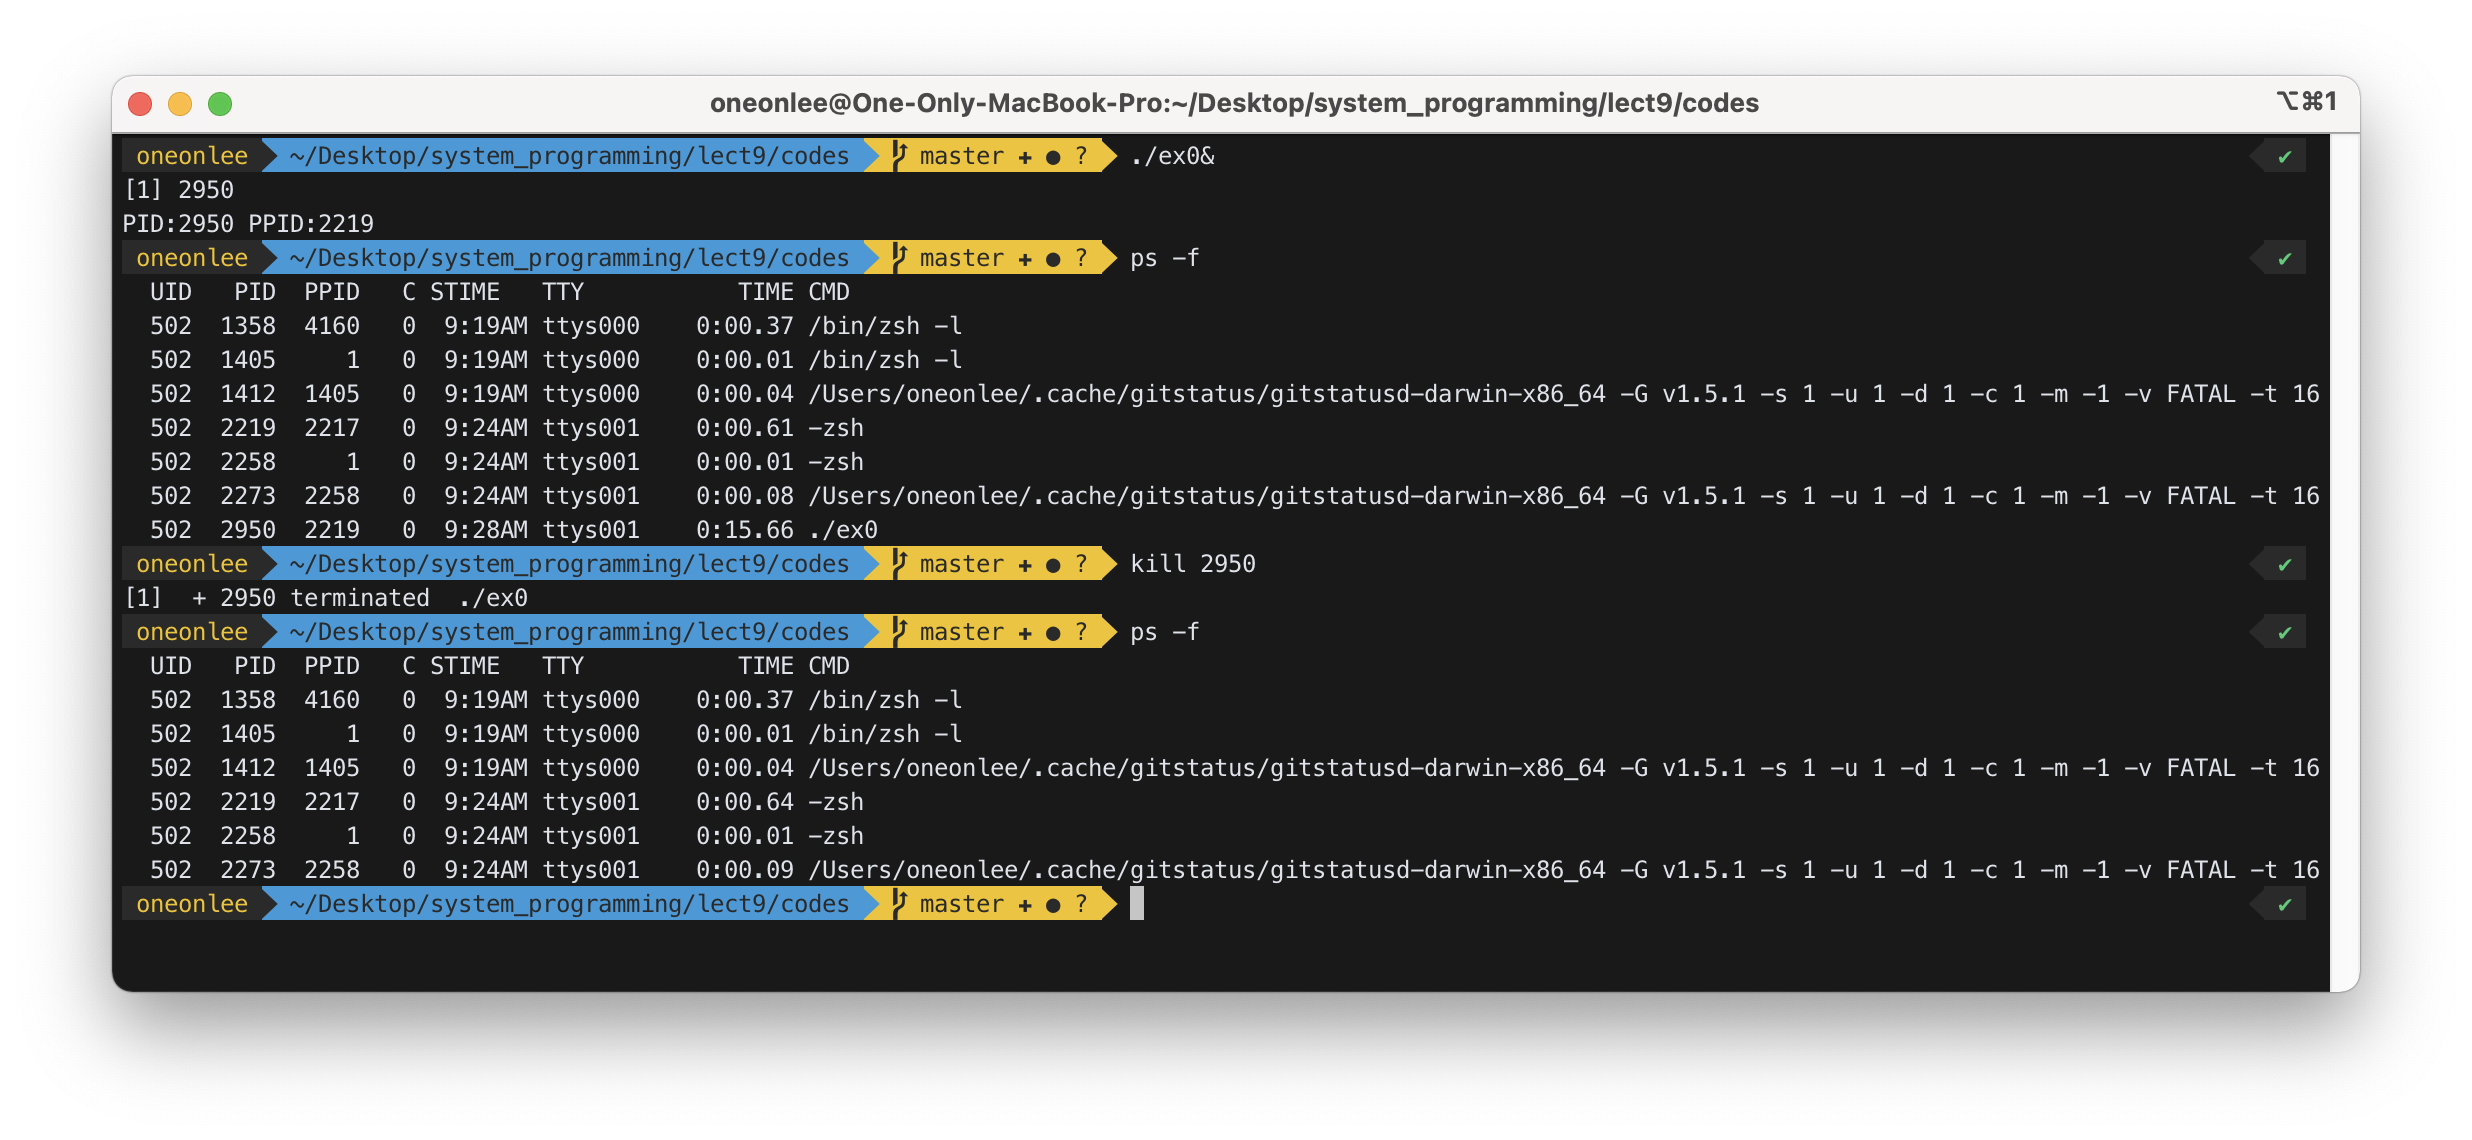 oneonlee@One-Only-MacBook-Pro:~/Desktop/system_programming/lect9/codes ⌥⌘1
oneonlee ~/Desktop/system_programming/lect9/codes master + ● ? ./ex0& ✔
[1] 2950
PID:2950 PPID:2219
oneonlee ~/Desktop/system_programming/lect9/codes master + ● ? ps -f ✔
UID PID PPID C STIME TTY TIME CMD
502 1358 4160 0 9:19AM ttys000 0:00.37 /bin/zsh -l
502 1405 1 0 9:19AM ttys000 0:00.01 /bin/zsh -l
502 1412 1405 0 9:19AM ttys000 0:00.04 /Users/oneonlee/.cache/gitstatus/gitstatusd-darwin-x86_64 -G v1.5.1 -s 1 -u 1 -d 1 -c 1 -m -1 -v FATAL -t 16
502 2219 2217 0 9:24AM ttys001 0:00.61 -zsh
502 2258 1 0 9:24AM ttys001 0:00.01 -zsh
502 2273 2258 0 9:24AM ttys001 0:00.08 /Users/oneonlee/.cache/gitstatus/gitstatusd-darwin-x86_64 -G v1.5.1 -s 1 -u 1 -d 1 -c 1 -m -1 -v FATAL -t 16
502 2950 2219 0 9:28AM ttys001 0:15.66 ./ex0
oneonlee ~/Desktop/system_programming/lect9/codes master + ● ? kill 2950 ✔
[1] + 2950 terminated ./ex0
oneonlee ~/Desktop/system_programming/lect9/codes master + ● ? ps -f ✔
UID PID PPID C STIME TTY TIME CMD
502 1358 4160 0 9:19AM ttys000 0:00.37 /bin/zsh -l
502 1405 1 0 9:19AM ttys000 0:00.01 /bin/zsh -l
502 1412 1405 0 9:19AM ttys000 0:00.04 /Users/oneonlee/.cache/gitstatus/gitstatusd-darwin-x86_64 -G v1.5.1 -s 1 -u 1 -d 1 -c 1 -m -1 -v FATAL -t 16
502 2219 2217 0 9:24AM ttys001 0:00.64 -zsh
502 2258 1 0 9:24AM ttys001 0:00.01 -zsh
502 2273 2258 0 9:24AM ttys001 0:00.09 /Users/oneonlee/.cache/gitstatus/gitstatusd-darwin-x86_64 -G v1.5.1 -s 1 -u 1 -d 1 -c 1 -m -1 -v FATAL -t 16
oneonlee ~/Desktop/system_programming/lect9/codes master + ● ? ✔